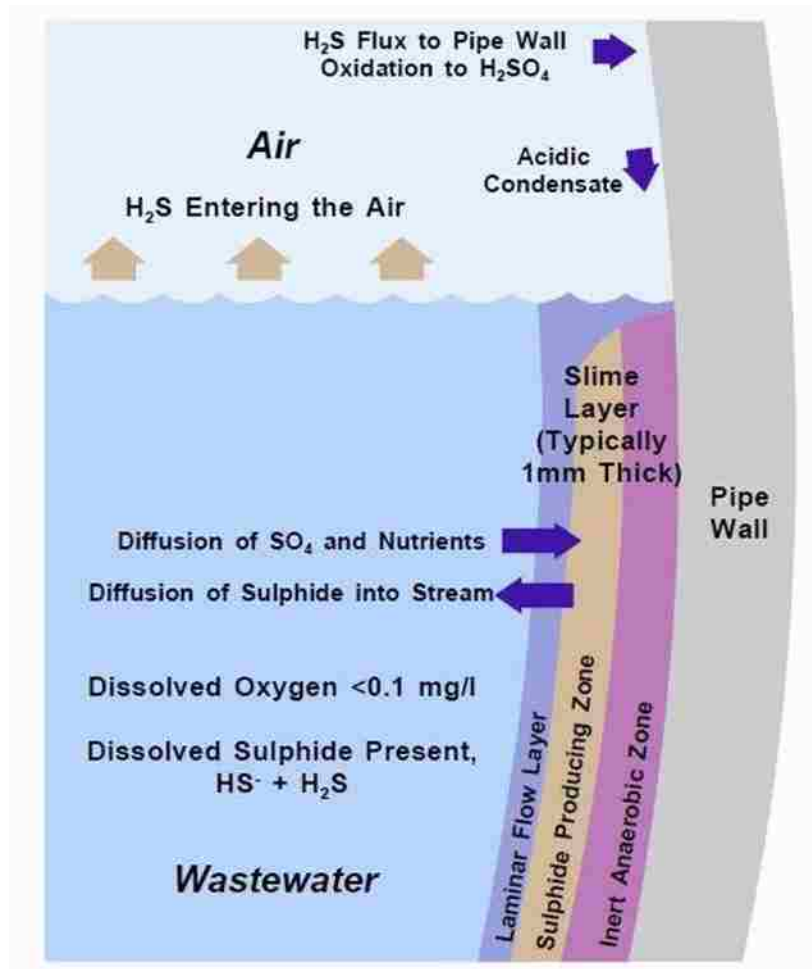 H₂S Flux to Pipe Wall
Oxidation to H₂SO₄
Air
Acidic
Condensate
H₂S Entering the Air
Slime
Layer
(Typically
1mm Thick)
Pipe
Wall
Diffusion of SO₄ and Nutrients
Diffusion of Sulphide into Stream
Dissolved Oxygen <0.1 mg/l
Dissolved Sulphide Present,
HS⁻ + H₂S
Wastewater
Laminar Flow Layer
Sulphide Producing Zone
Inert Anaerobic Zone